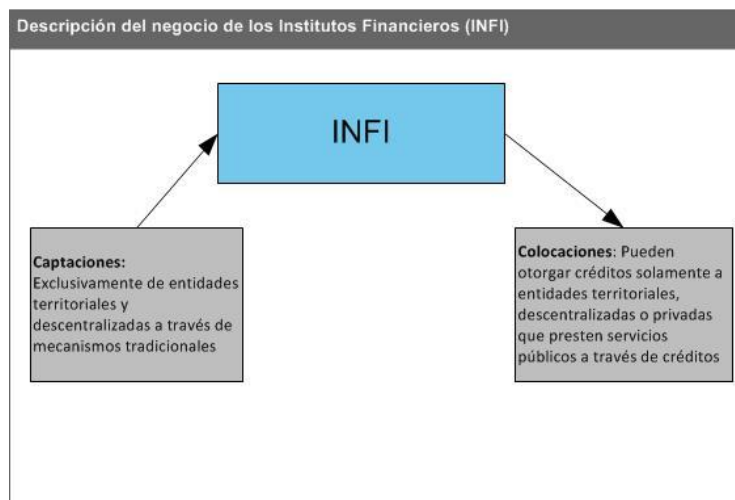 Descripción del negocio de los Institutos Financieros (INFI)
INFI
Captaciones:
Exclusivamente de entidades
territoriales y
descentralizadas a través de
mecanismos tradicionales
Colocaciones: Pueden
otorgar créditos solamente a
entidades territoriales,
descentralizadas o privadas
que presten servicios
públicos a través de créditos